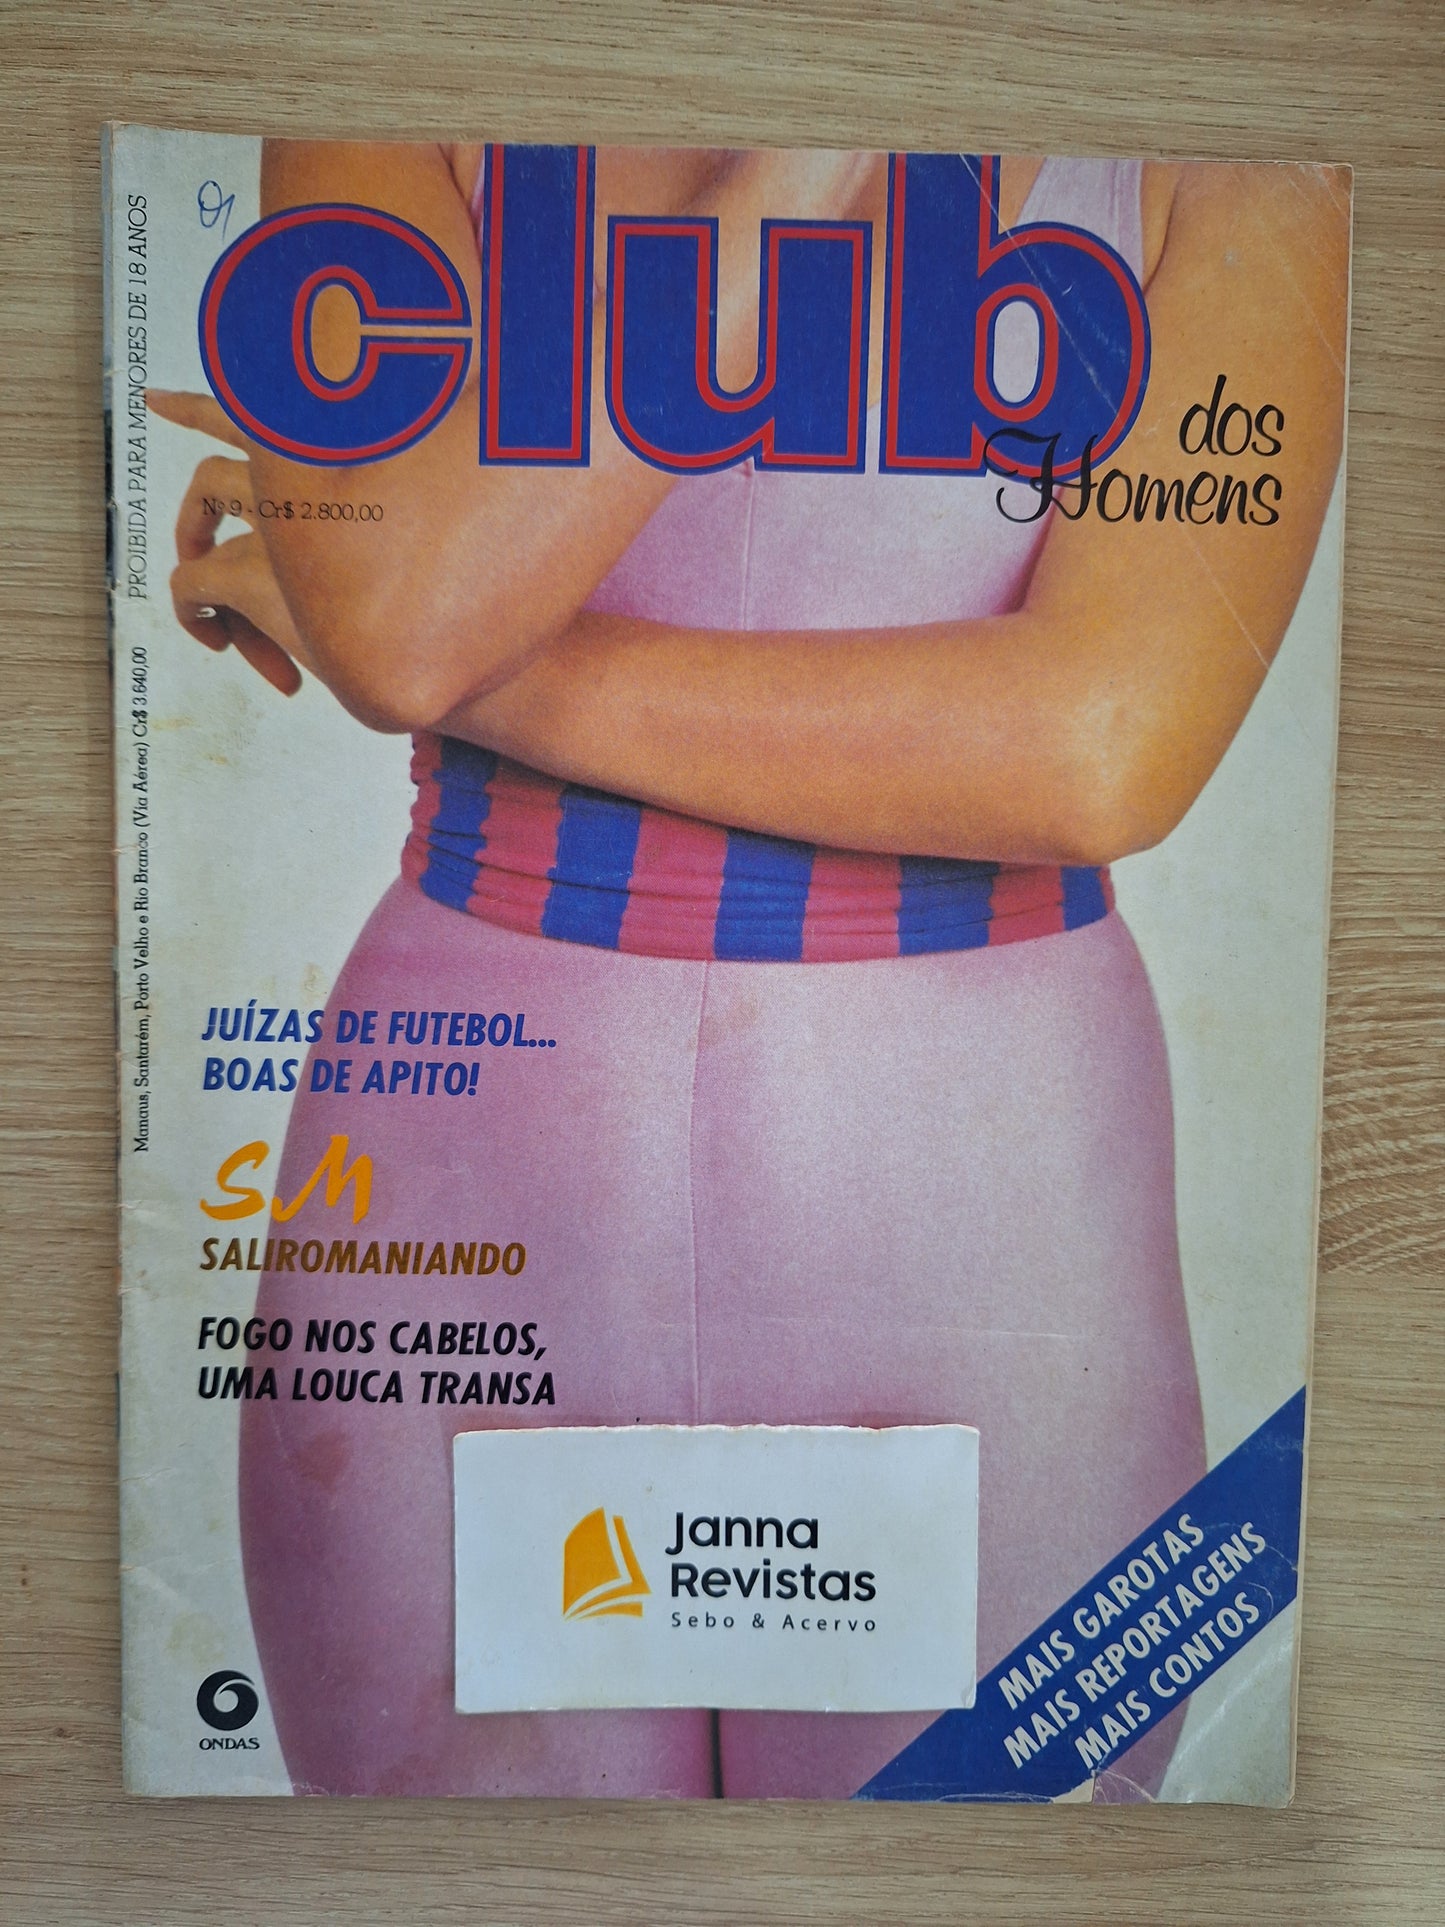 01
club
dos
Homens
Nº 9 - Cr$ 2.800,00
PROIBIDA PARA MENORES DE 18 ANOS
Manaus, Santarém, Porto Velho e Rio Branco (Via Aérea) Cr$ 3.640,00
JUÍZAS DE FUTEBOL...
BOAS DE APITO!
SM
SALIROMANIANDO
FOGO NOS CABELOS,
UMA LOUCA TRANSA
Janna
Revistas
Sebo & Acervo
MAIS GAROTAS
MAIS REPORTAGENS
MAIS CONTOS
ONDAS